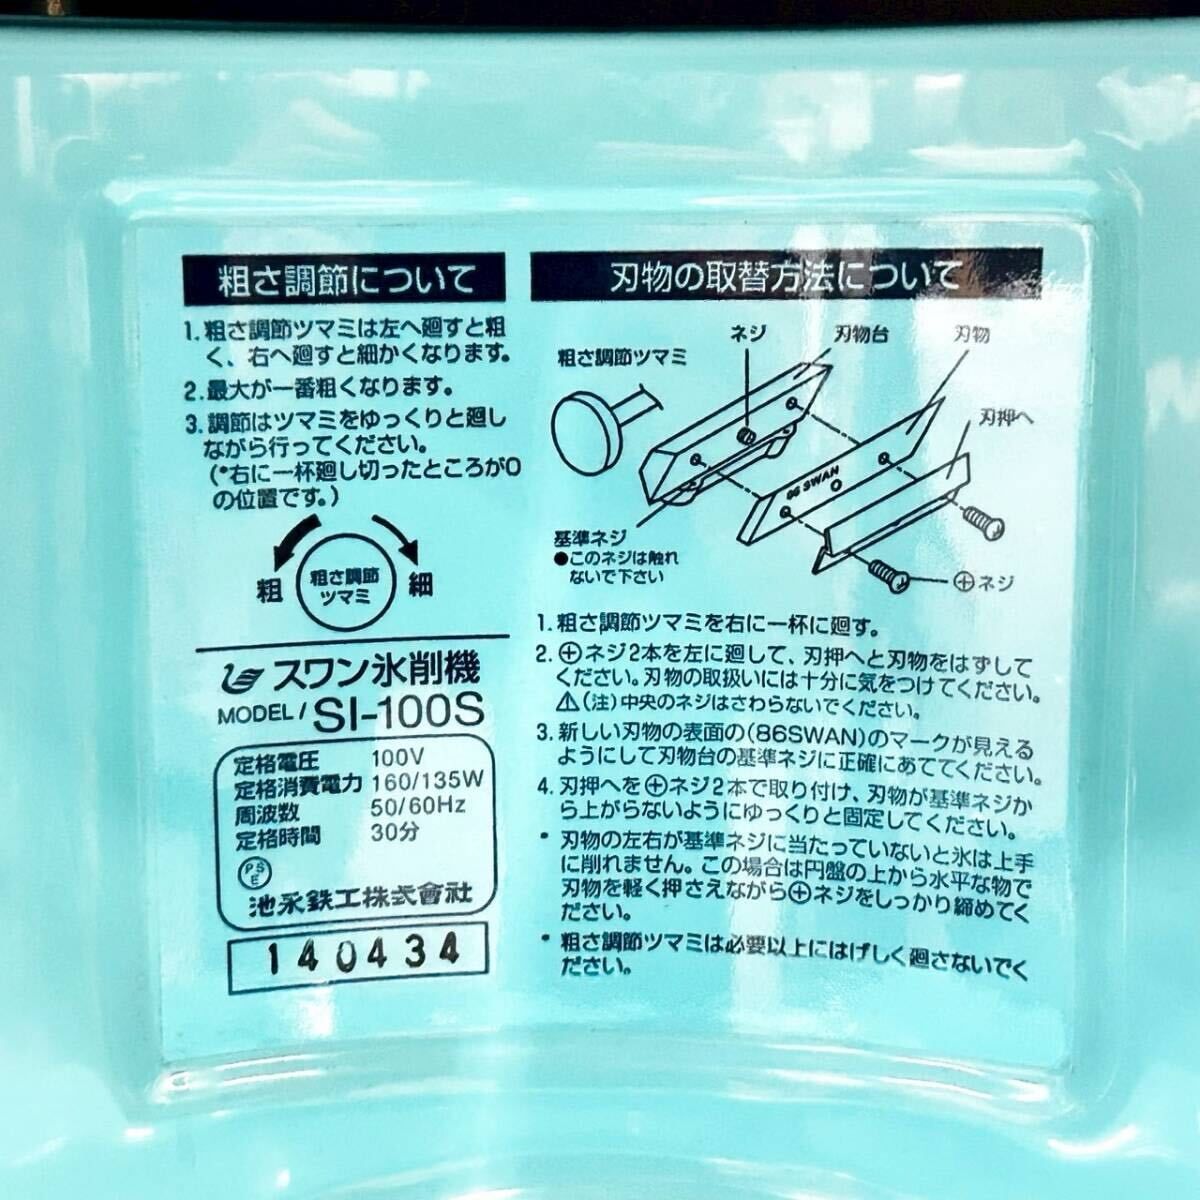 粗さ調節について
1. 粗さ調節ツマミは左へ廻すと粗
く、右へ廻すと細かくなります。
2. 最大が一番粗くなります。
3. 調節はツマミをゆっくりと廻し
ながら行ってください。
(*右に一杯廻し切ったところが0
の位置です。)
粗
粗さ調節
ツマミ
細
スワン氷削機
MODEL/SI-100S
定格電圧 100V
定格消費電力 160/135W
周波数 50/60Hz
定格時間 30分
PS
E
池永鉄工株式會社
140434
刃物の取替方法について
粗さ調節ツマミ
ネジ
刃物台
刃物
刃押へ
86 SWAN
基準ネジ
●このネジは触れ
ないで下さい
⊕ネジ
1. 粗さ調節ツマミを右に一杯に廻す。
2. ⊕ネジ2本を左に廻して、刃押へと刃物をはずして
ください。刃物の取扱いには十分に気をつけてください。
⚠(注)中央のネジはさわらないでください。
3. 新しい刃物の表面の(86SWAN)のマークが見える
ようにして刃物台の基準ネジに正確にあててください。
4. 刃押へを⊕ネジ2本で取り付け、刃物が基準ネジか
ら上がらないようにゆっくりと固定してください。
* 刃物の左右が基準ネジに当たっていないと氷は上手
に削れません。この場合は円盤の上から水平な物で
刃物を軽く押さえながら⊕ネジをしっかり締めてく
ださい。
* 粗さ調節ツマミは必要以上にはげしく廻さないでく
ださい。